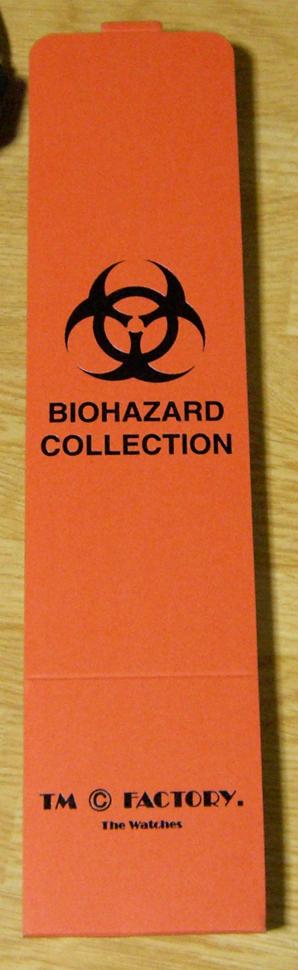 BIOHAZARD
COLLECTION
TM © FACTORY.
The Watches